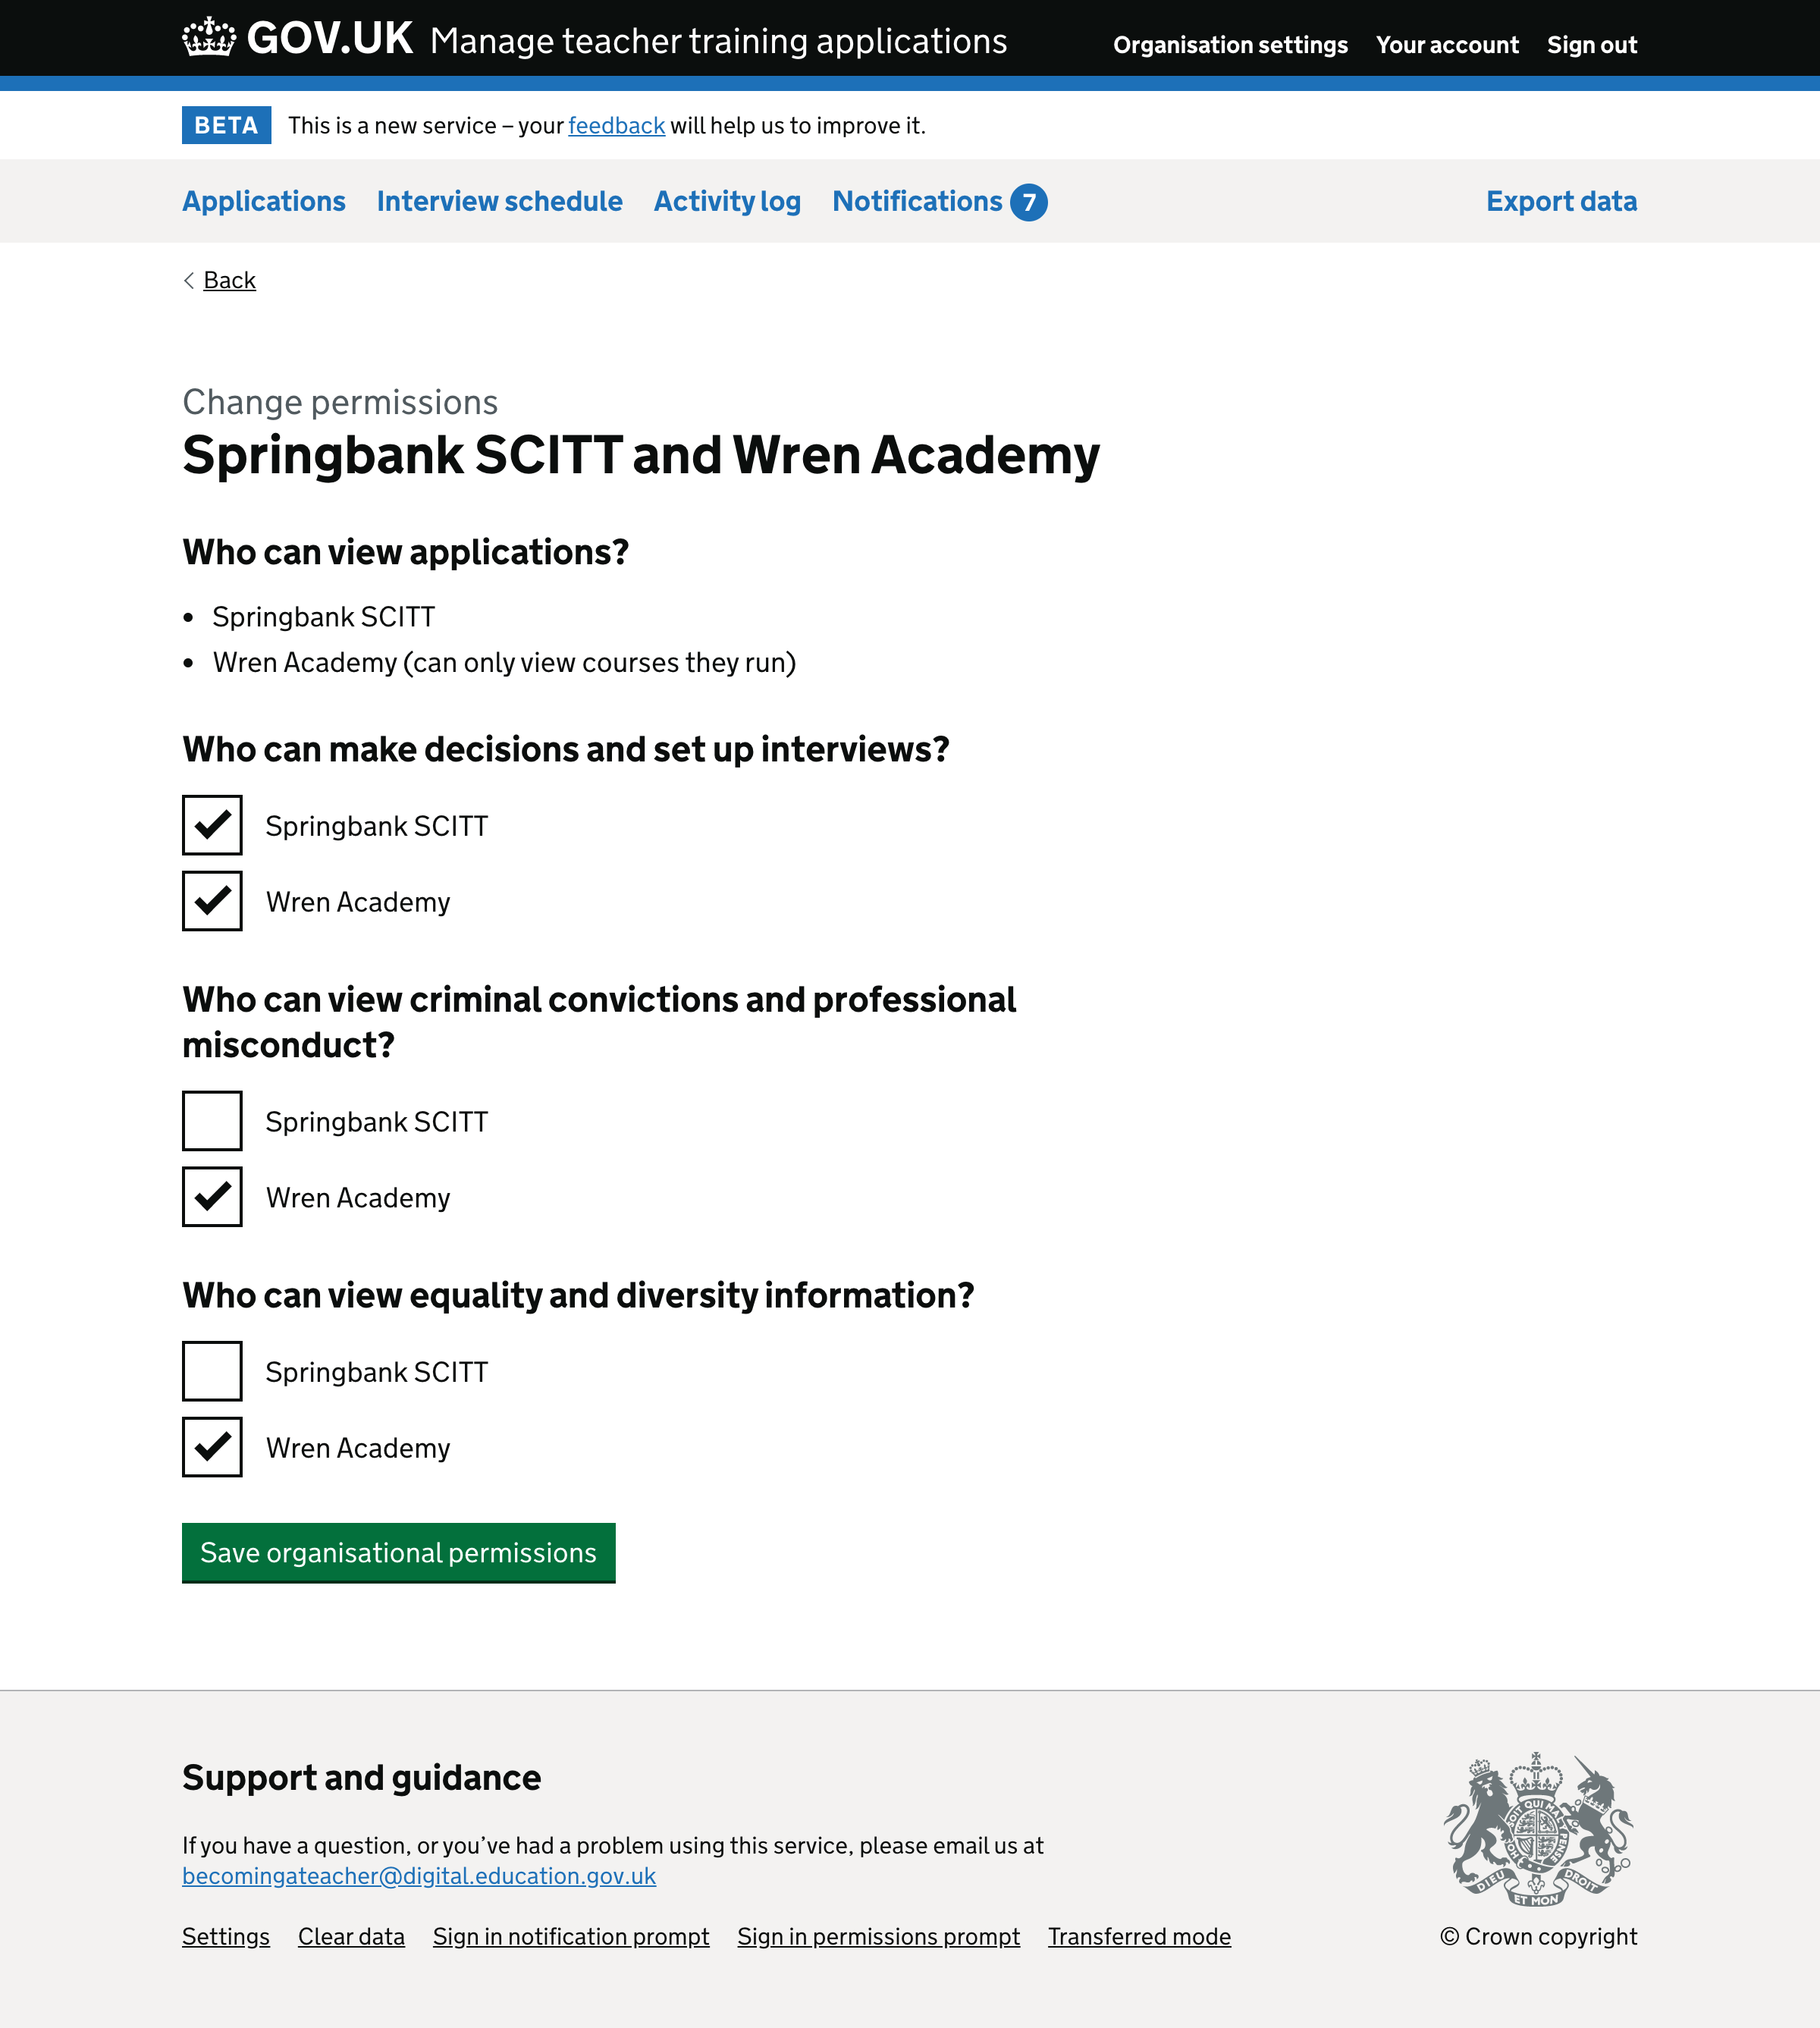 GOV.UK Manage teacher training applications Organisation settings Your account Sign out
BETA This is a new service – your feedback will help us to improve it.
Applications Interview schedule Activity log Notifications 7 Export data
Back
Change permissions
Springbank SCITT and Wren Academy
Who can view applications?
• Springbank SCITT
• Wren Academy (can only view courses they run)
Who can make decisions and set up interviews?
Springbank SCITT
Wren Academy
Who can view criminal convictions and professional
misconduct?
Springbank SCITT
Wren Academy
Who can view equality and diversity information?
Springbank SCITT
Wren Academy
Save organisational permissions
Support and guidance
If you have a question, or you’ve had a problem using this service, please email us at
becomingateacher@digital.education.gov.uk
Settings Clear data Sign in notification prompt Sign in permissions prompt Transferred mode
DIEU ET MON DROIT
© Crown copyright